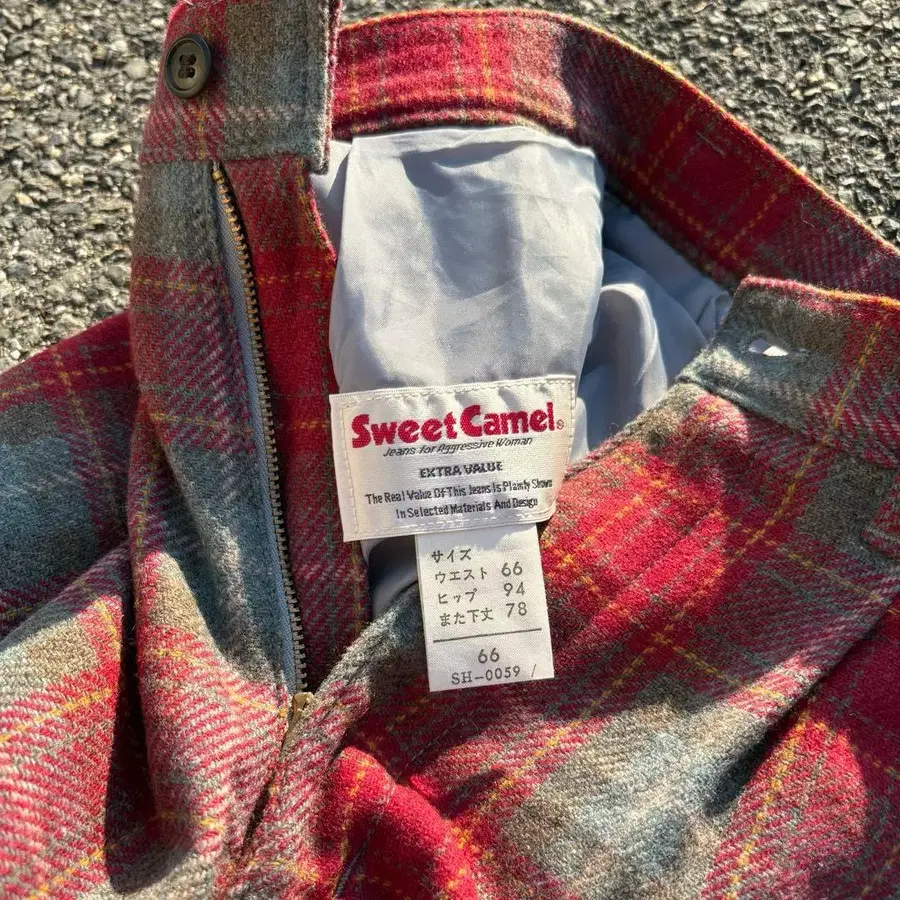 SweetCamel®
Jeans for Aggressive Woman
EXTRA VALUE
The Real Value Of This Jeans Is Plainly Shown
In Selected Materials And Design
サイズ
ウエスト 66
ヒップ 94
また下丈 78
66
SH-0059 /